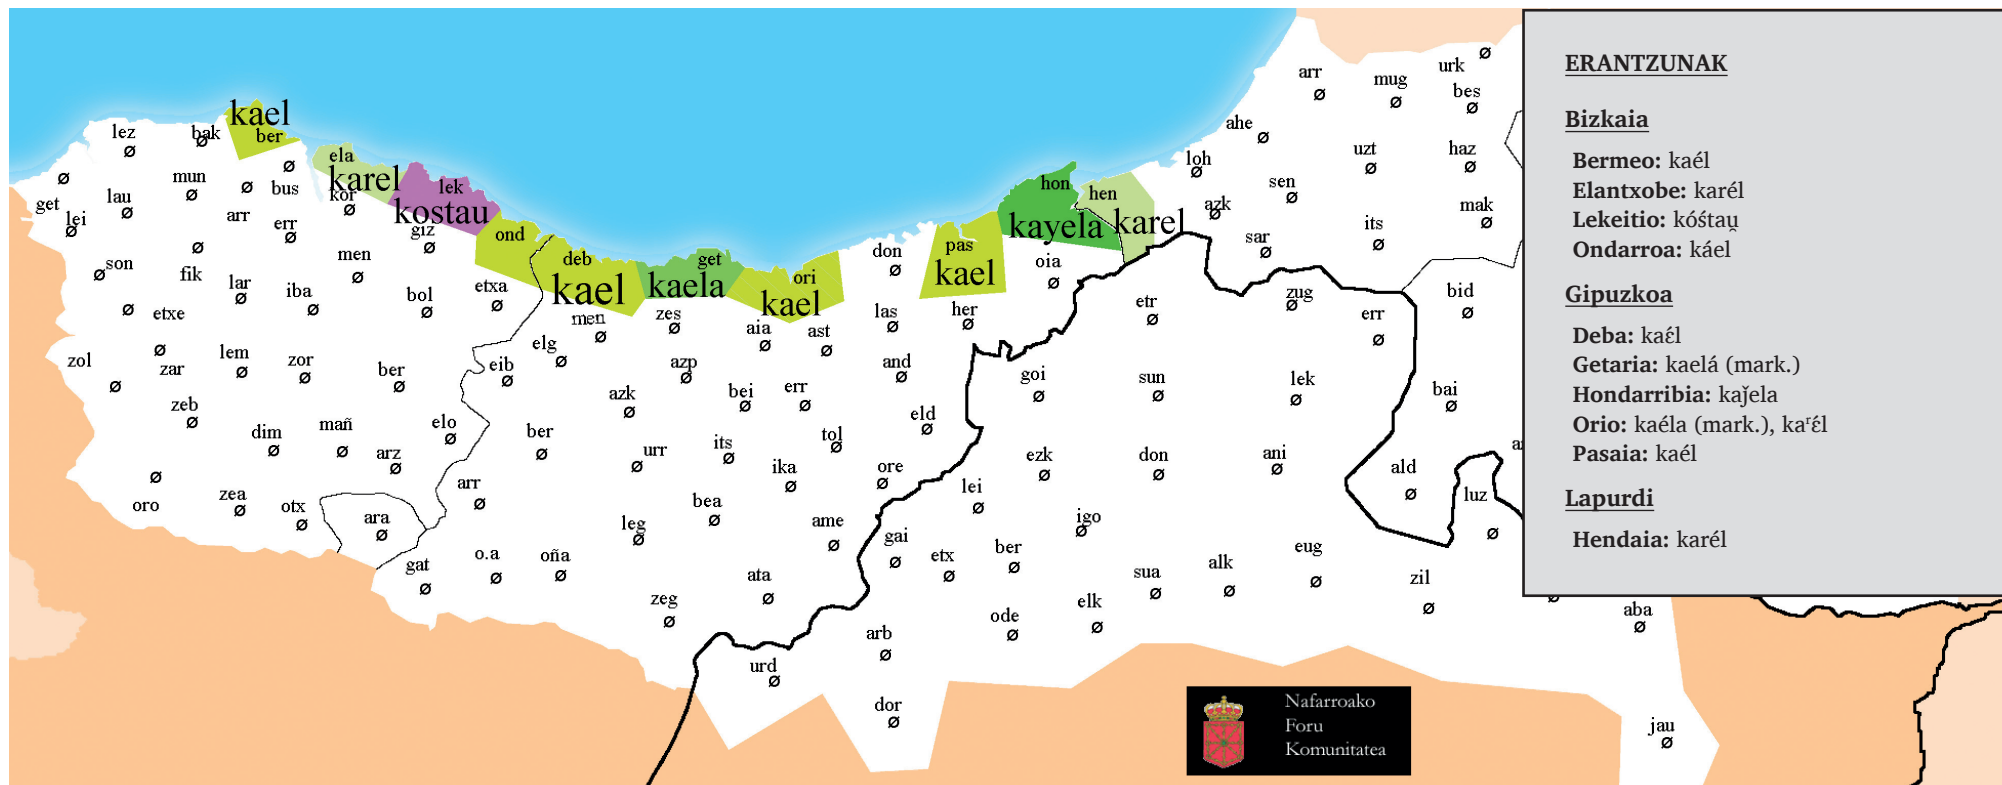 kael
ber
lez
bak
ela
karel
kor
lek
kostau
get
mun
lau
lei
bus
arr
err
giz
men
son
fik
lar
iba
bol
etxa
etxe
ond
deb
kael
get
kaela
ori
kael
don
pas
kael
hon
kayela
hen
karel
oia
loh
azk
ahe
arr
mug
urk
bes
uzt
haz
sen
mak
its
sar
zug
etr
err
bid
zol
zar
lem
zor
ber
elg
men
zes
aia
ast
las
her
eib
azp
and
goi
sun
lek
bai
zeb
dim
mañ
elo
arz
ber
azk
bei
err
eld
urr
its
tol
ika
ore
ezk
don
ani
ald
luz
oro
zea
otx
ara
arr
bea
leg
ame
lei
igo
gai
etx
ber
gat
o.a
oña
ata
zeg
arb
ode
elk
sua
alk
eug
zil
aba
urd
dor
jau
Nafarroako
Foru
Komunitatea
ERANTZUNAK
Bizkaia
Bermeo: kaél
Elantxobe: karél
Lekeitio: kóśtau̯
Ondarroa: káel
Gipuzkoa
Deba: kaɛ́l
Getaria: kaelá (mark.)
Hondarribia: kaǰela
Orio: kaéla (mark.), kaʳɛ́l
Pasaia: kaél
Lapurdi
Hendaia: karél